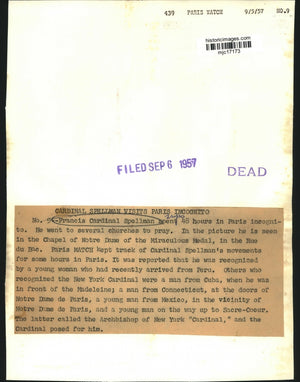 439 PARIS MATCH 9/5/57 NO.9
historicimages.com
mjc17173
FILED SEP 6 1957
DEAD
CARDINAL SPELLMAN VISITS PARIS INCOGNITO
No. 9 - Francis Cardinal Spellman spent 48 hours in Paris incogni-
to. He went to several churches to pray. In the picture he is seen
in the Chapel of Notre Dame of the Miraculous Medal, in the Rue
du Bac. Paris MATCH kept track of Cardinal Spellman's movements
for some hours in Paris. It was reported that he was recognized
by a young woman who had recently arrived from Peru. Others who
recognized the New York Cardinal were a man from Cuba, when he was
in front of the Madeleine; a man from Connecticut, at the doors of
Notre Dame de Paris, a young man from Mexico, in the vicinity of
Notre Dame de Paris, and a young man on the way up to Sacre-Coeur.
The latter called the Archbishop of New York "Cardinal," and the
Cardinal posed for him.